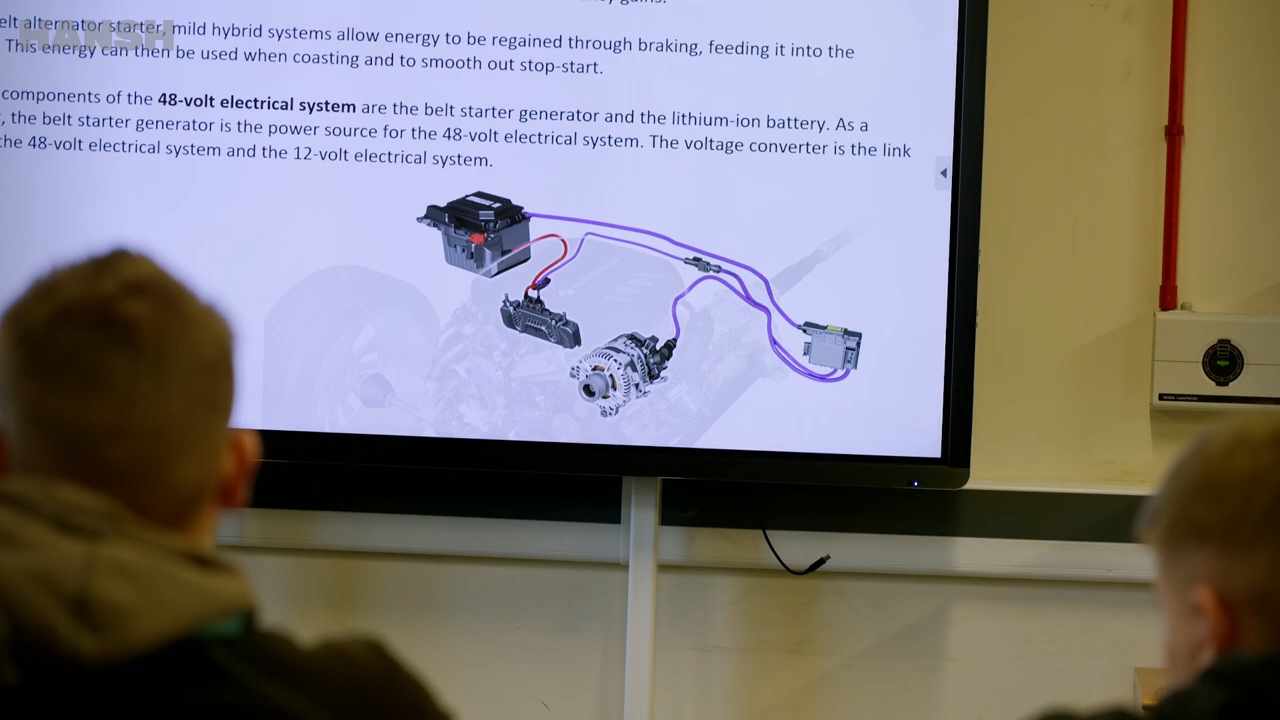 HANSH
elt alternator starter, mild hybrid systems allow energy to be regained through braking, feeding it into the
This energy can then be used when coasting and to smooth out stop-start.
components of the 48-volt electrical system are the belt starter generator and the lithium-ion battery. As a
, the belt starter generator is the power source for the 48-volt electrical system. The voltage converter is the link
the 48-volt electrical system and the 12-volt electrical system.